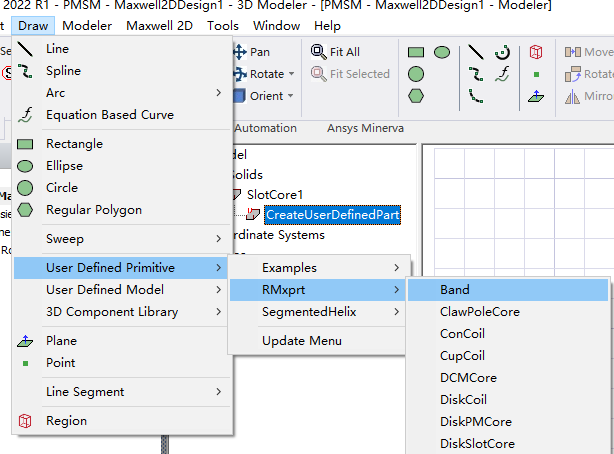 2022 R1 - PMSM - Maxwell2DDesign1 - 3D Modeler - [PMSM - Maxwell2DDesign1 - Modeler]
t Draw Modeler Maxwell 2D Tools Window Help
Line
Spline
Arc
Equation Based Curve
Rectangle
Ellipse
Circle
Regular Polygon
Sweep
User Defined Primitive
User Defined Model
3D Component Library
Plane
Point
Line Segment
Region
Pan
Rotate
Orient
Fit All
Fit Selected
Move
Rotate
Mirro
Automation
Ansys Minerva
del
Solids
SlotCore1
CreateUserDefinedPart
rdinate Systems
Examples
RMxprt
SegmentedHelix
Update Menu
Band
ClawPoleCore
ConCoil
CupCoil
DCMCore
DiskCoil
DiskPMCore
DiskSlotCore